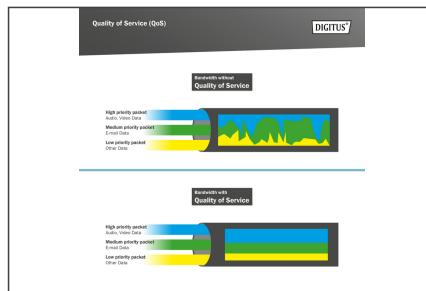 Quality of Service (QoS)
DIGITUS
Bandwidth without
Quality of Service
High priority packet
Audio, Video Data
Medium priority packet
E-mail Data
Low priority packet
Other Data
Bandwidth with
Quality of Service
High priority packet
Audio, Video Data
Medium priority packet
E-mail Data
Low priority packet
Other Data